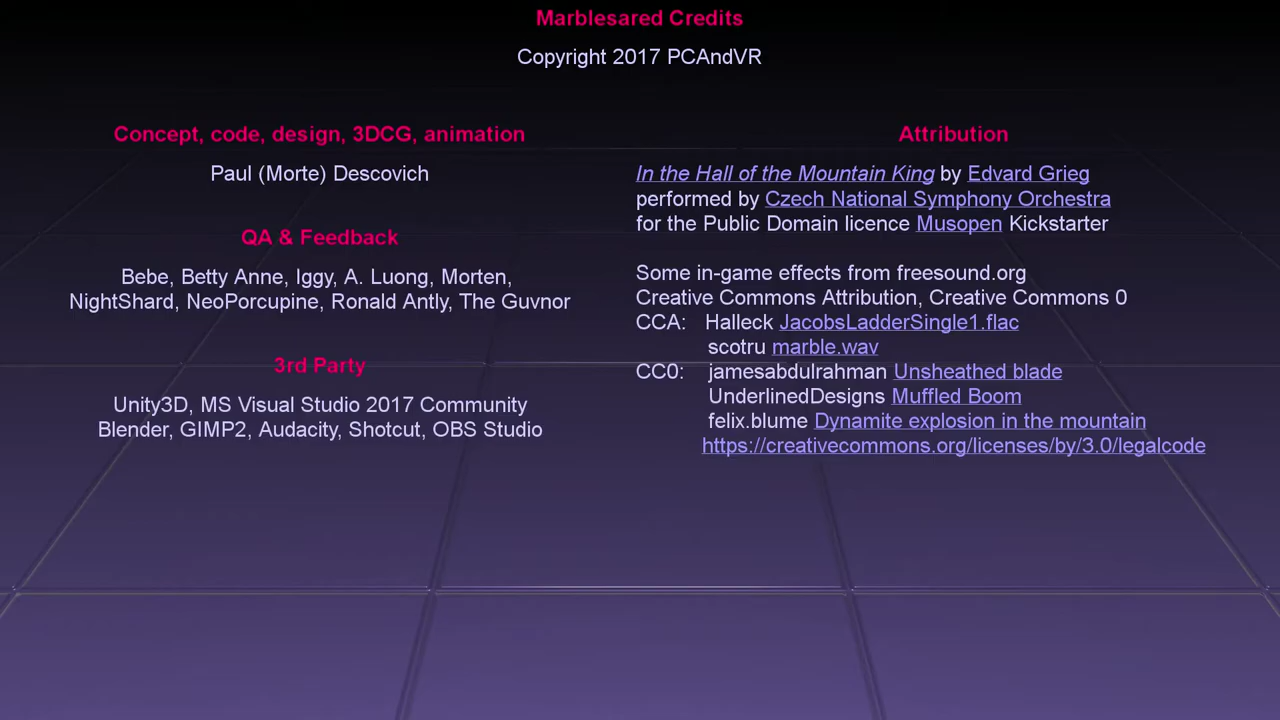 Marblesared Credits
Copyright 2017 PCAndVR
Concept, code, design, 3DCG, animation
Paul (Morte) Descovich
QA & Feedback
Bebe, Betty Anne, Iggy, A. Luong, Morten,
NightShard, NeoPorcupine, Ronald Antly, The Guvnor
3rd Party
Unity3D, MS Visual Studio 2017 Community
Blender, GIMP2, Audacity, Shotcut, OBS Studio
Attribution
In the Hall of the Mountain King by Edvard Grieg
performed by Czech National Symphony Orchestra
for the Public Domain licence Musopen Kickstarter
Some in-game effects from freesound.org
Creative Commons Attribution, Creative Commons 0
CCA: Halleck JacobsLadderSingle1.flac
scotru marble.wav
CC0: jamesabdulrahman Unsheathed blade
UnderlinedDesigns Muffled Boom
felix.blume Dynamite explosion in the mountain
https://creativecommons.org/licenses/by/3.0/legalcode